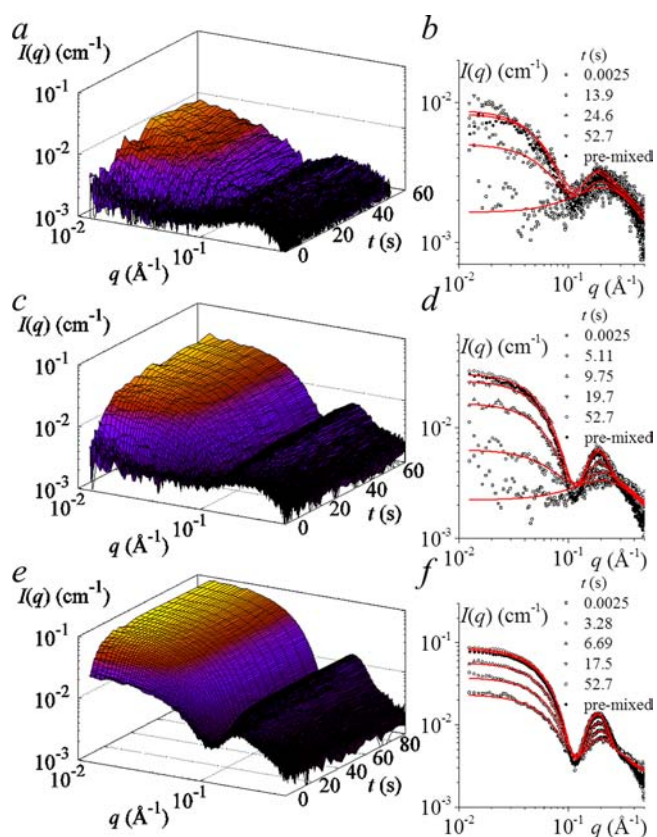 a
I(q) (cm⁻¹)
10⁻¹
10⁻²
10⁻³
10⁻²
10⁻¹
q (Å⁻¹)
0
20
40
60
t (s)
b
I(q) (cm⁻¹)
t (s)
0.0025
13.9
24.6
52.7
pre-mixed
10⁻²
10⁻³
10⁻²
10⁻¹
q (Å⁻¹)
c
I(q) (cm⁻¹)
10⁻¹
10⁻²
10⁻³
10⁻²
10⁻¹
q (Å⁻¹)
0
20
40
60
t (s)
d
I(q) (cm⁻¹)
t (s)
0.0025
5.11
9.75
19.7
52.7
pre-mixed
10⁻²
10⁻³
10⁻²
10⁻¹
q (Å⁻¹)
e
I(q) (cm⁻¹)
10⁻¹
10⁻²
10⁻³
10⁻²
10⁻¹
q (Å⁻¹)
0
20
40
60
80
t (s)
f
I(q) (cm⁻¹)
t (s)
0.0025
3.28
6.69
17.5
52.7
pre-mixed
10⁻¹
10⁻²
10⁻³
10⁻²
10⁻¹
q (Å⁻¹)